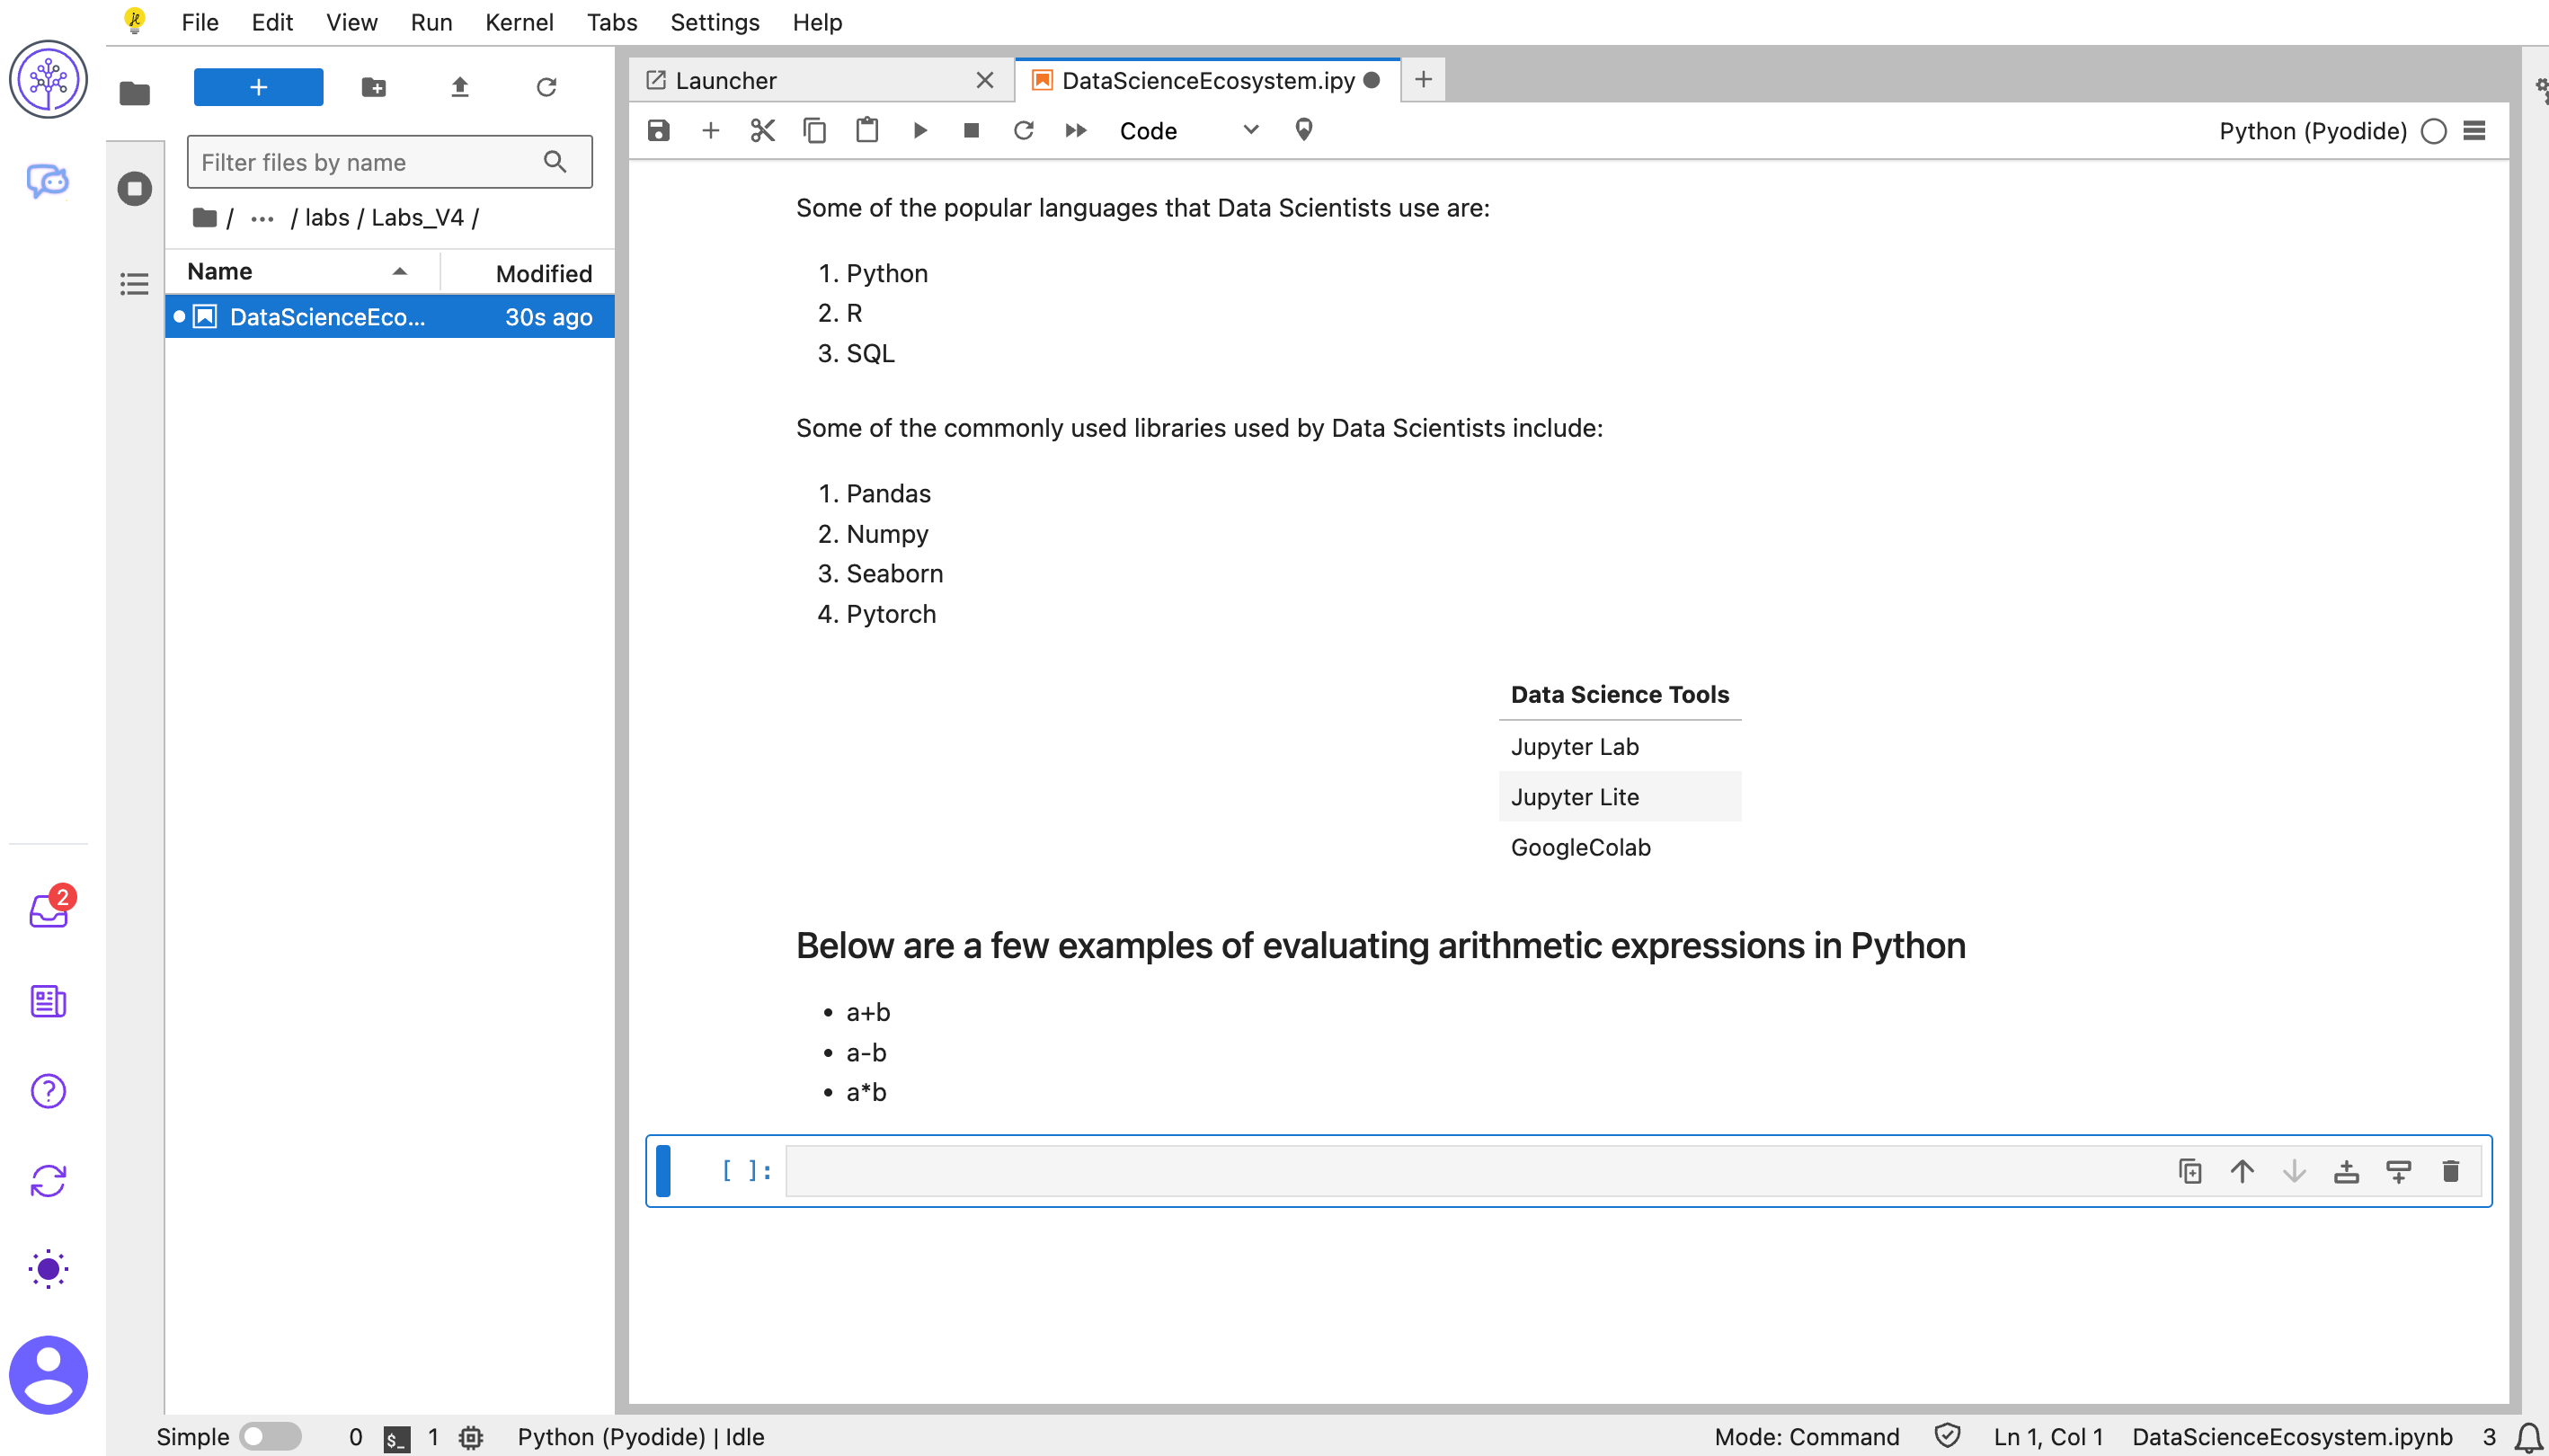 File Edit View Run Kernel Tabs Settings Help
Launcher
DataScienceEcosystem.ipy
Code
Python (Pyodide)
Filter files by name
/ ... / labs / Labs_V4 /
Name Modified
DataScienceEco... 30s ago
Some of the popular languages that Data Scientists use are:
1. Python
2. R
3. SQL
Some of the commonly used libraries used by Data Scientists include:
1. Pandas
2. Numpy
3. Seaborn
4. Pytorch
Data Science Tools
Jupyter Lab
Jupyter Lite
GoogleColab
Below are a few examples of evaluating arithmetic expressions in Python
• a+b
• a-b
• a*b
[ ]:
2
Simple 0 $_ 1 Python (Pyodide) | Idle Mode: Command Ln 1, Col 1 DataScienceEcosystem.ipynb 3